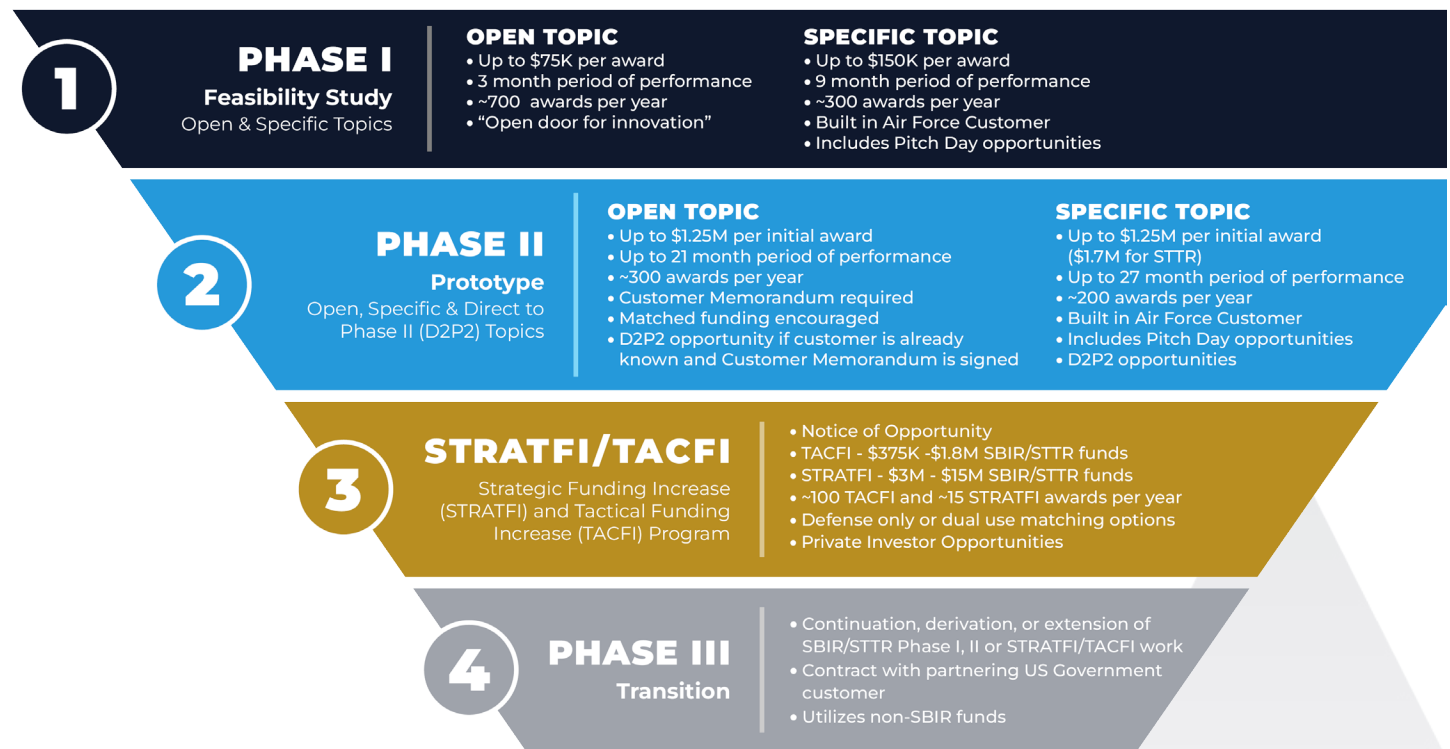 1
PHASE I
Feasibility Study
Open & Specific Topics
OPEN TOPIC
• Up to $75K per award
• 3 month period of performance
• ~700 awards per year
• “Open door for innovation”
SPECIFIC TOPIC
• Up to $150K per award
• 9 month period of performance
• ~300 awards per year
• Built in Air Force Customer
• Includes Pitch Day opportunities
2
PHASE II
Prototype
Open, Specific & Direct to
Phase II (D2P2) Topics
OPEN TOPIC
• Up to $1.25M per initial award
• Up to 21 month period of performance
• ~300 awards per year
• Customer Memorandum required
• Matched funding encouraged
• D2P2 opportunity if customer is already
known and Customer Memorandum is signed
SPECIFIC TOPIC
• Up to $1.25M per initial award
($1.7M for STTR)
• Up to 27 month period of performance
• ~200 awards per year
• Built in Air Force Customer
• Includes Pitch Day opportunities
• D2P2 opportunities
3
STRATFI/TACFI
Strategic Funding Increase
(STRATFI) and Tactical Funding
Increase (TACFI) Program
• Notice of Opportunity
• TACFI - $375K -$1.8M SBIR/STTR funds
• STRATFI - $3M - $15M SBIR/STTR funds
• ~100 TACFI and ~15 STRATFI awards per year
• Defense only or dual use matching options
• Private Investor Opportunities
4
PHASE III
Transition
• Continuation, derivation, or extension of
SBIR/STTR Phase I, II or STRATFI/TACFI work
• Contract with partnering US Government
customer
• Utilizes non-SBIR funds